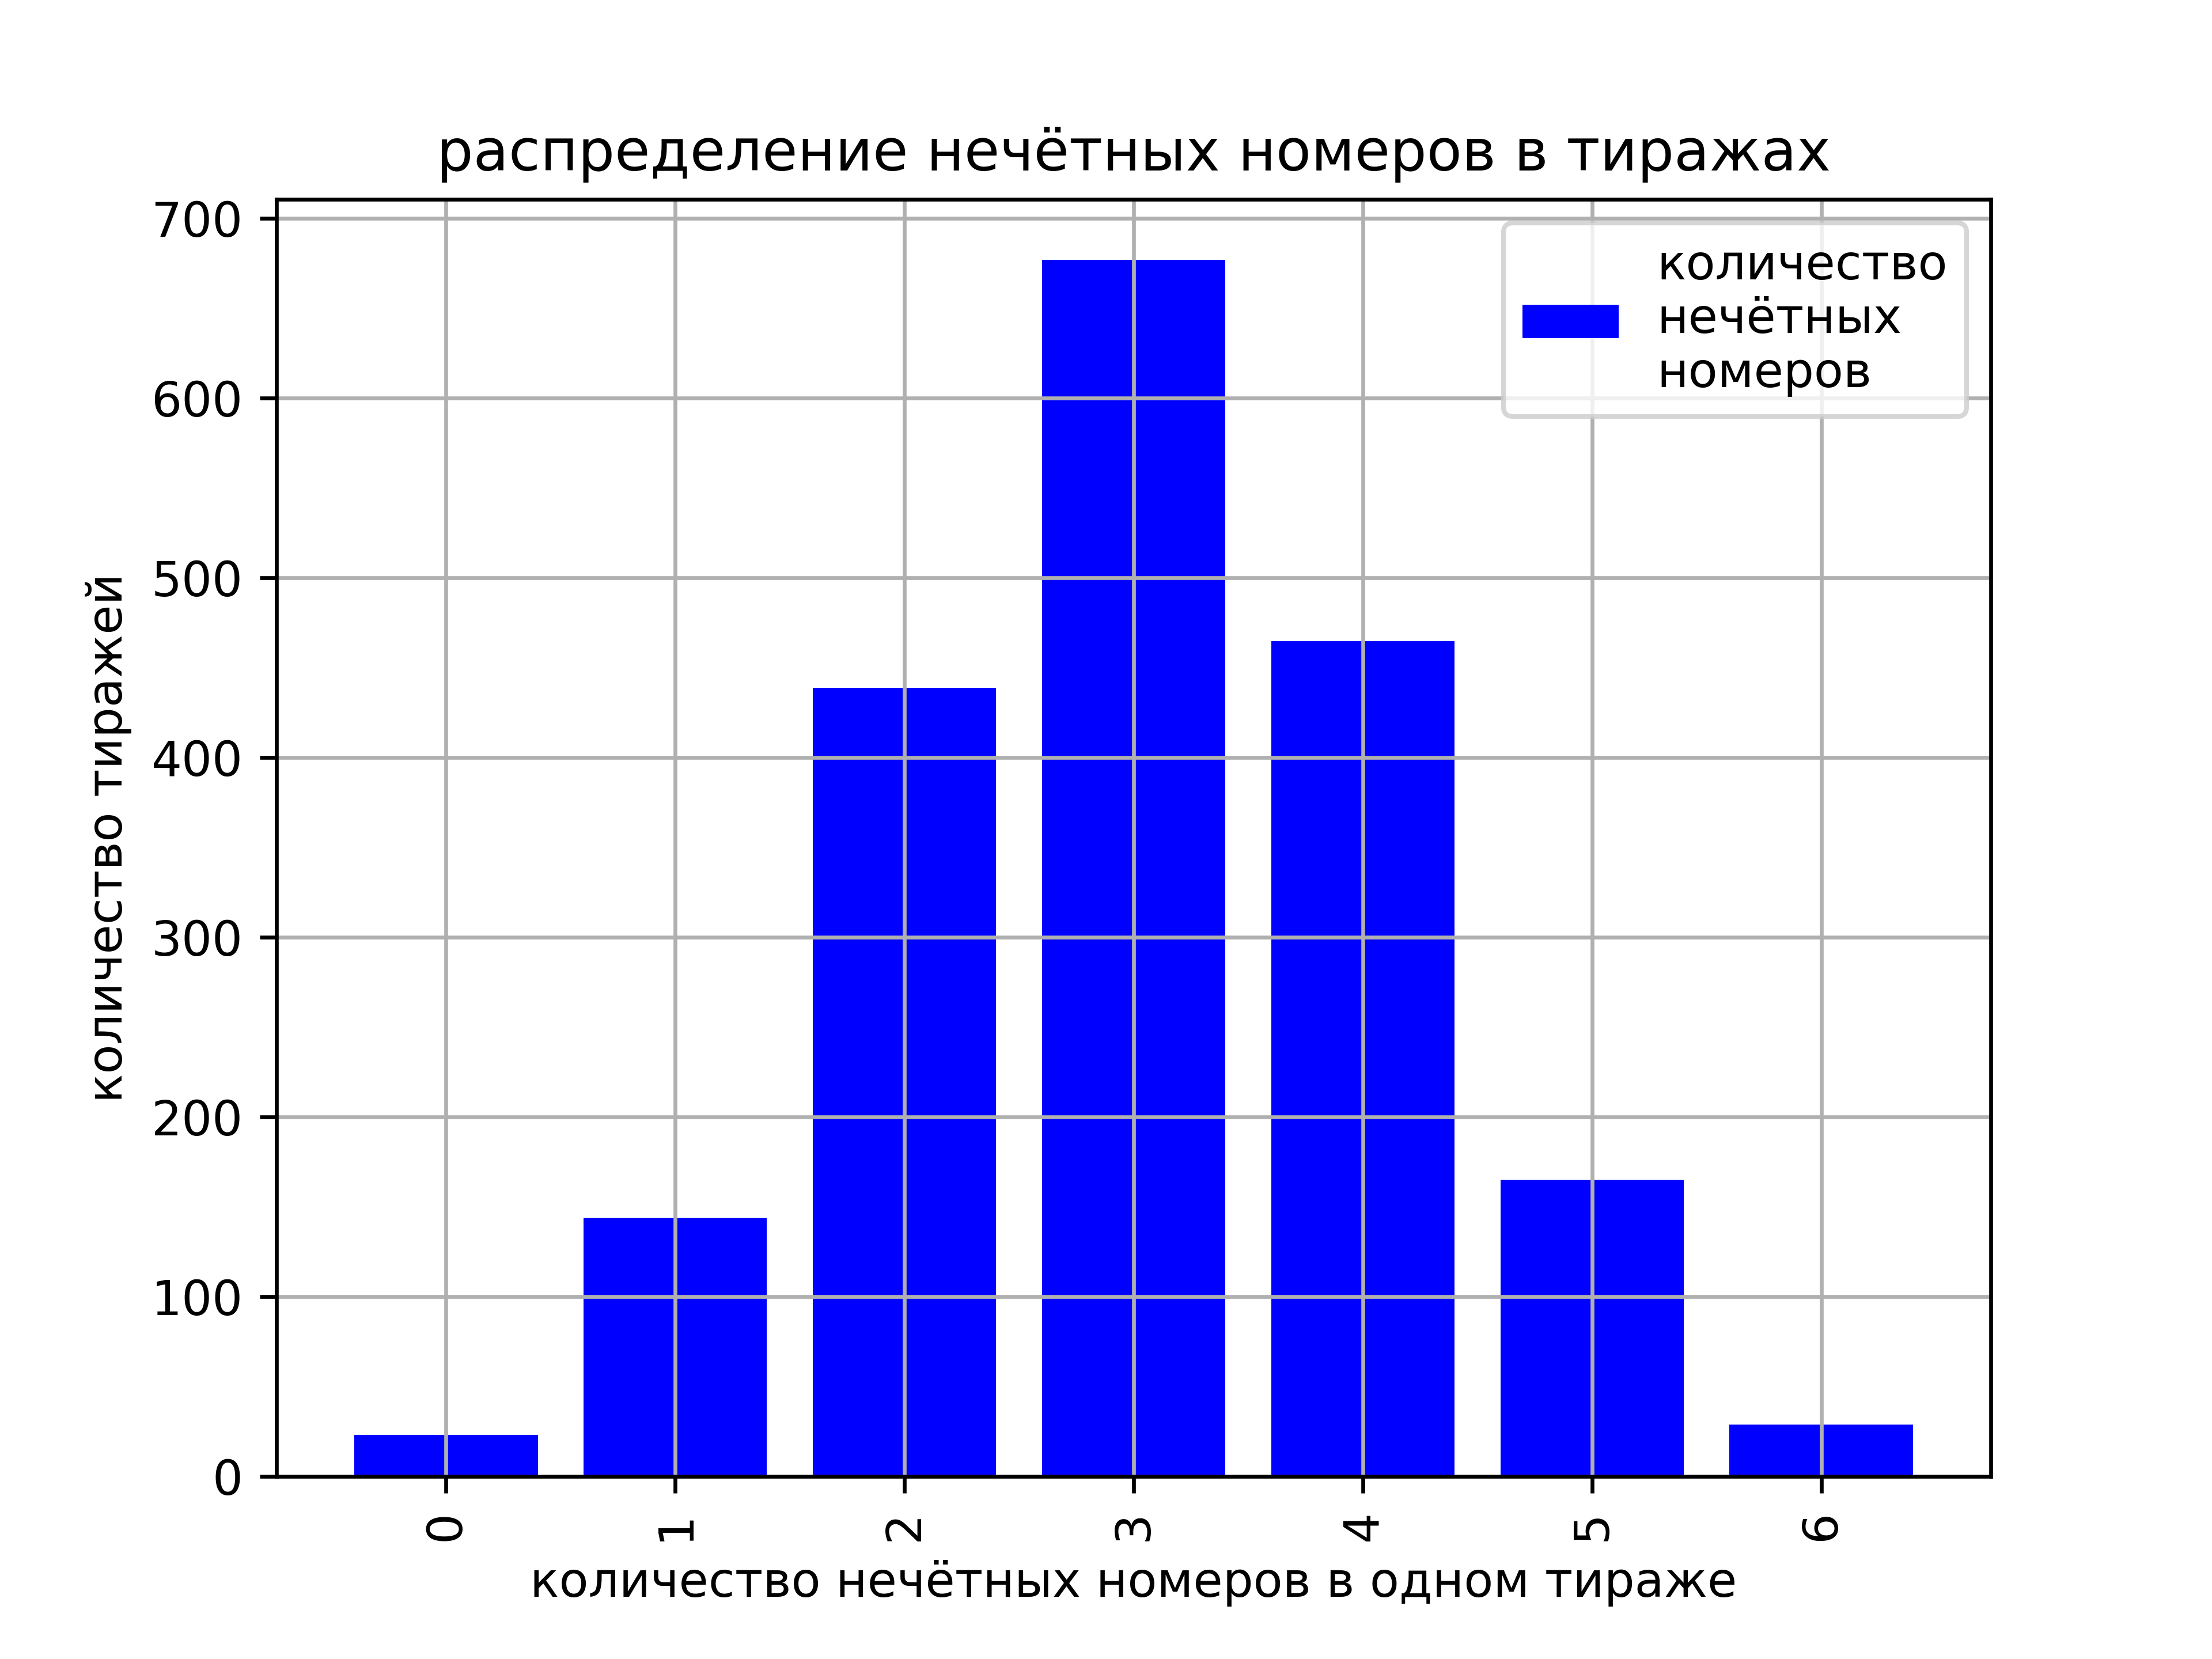 распределение нечётных номеров в тиражах
700
600
500
400
300
200
100
0
количество тиражей
количество
нечётных
номеров
0 1 2 3 4 5 6
количество нечётных номеров в одном тираже